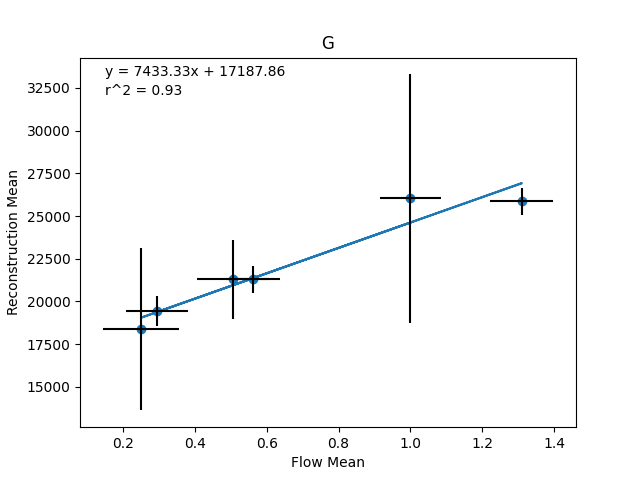 G
y = 7433.33x + 17187.86
r^2 = 0.93
32500
30000
27500
25000
22500
20000
17500
15000
Reconstruction Mean
0.2 0.4 0.6 0.8 1.0 1.2 1.4
Flow Mean